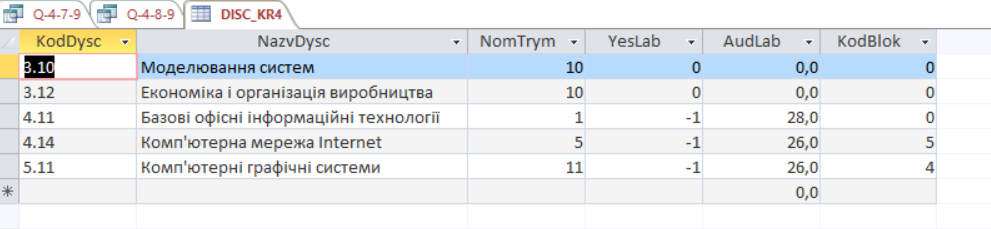 Q-4-7-9 Q-4-8-9 DISC_KR4
KodDysc NazvDysc NomTrym YesLab AudLab KodBlok
3.10 Моделювання систем 10 0 0,0 0
3.12 Економіка і організація виробництва 10 0 0,0 0
4.11 Базові офісні інформаційні технології 1 -1 28,0 0
4.14 Комп'ютерна мережа Internet 5 -1 26,0 5
5.11 Комп'ютерні графічні системи 11 -1 26,0 4
* 0,0